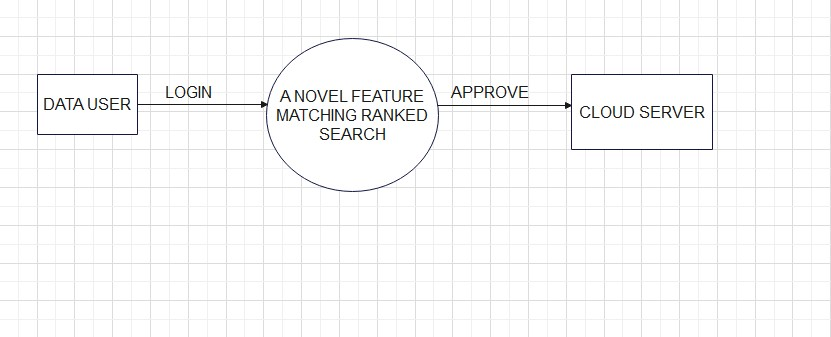 LOGIN
APPROVE
DATA USER
A NOVEL FEATURE
MATCHING RANKED
SEARCH
CLOUD SERVER